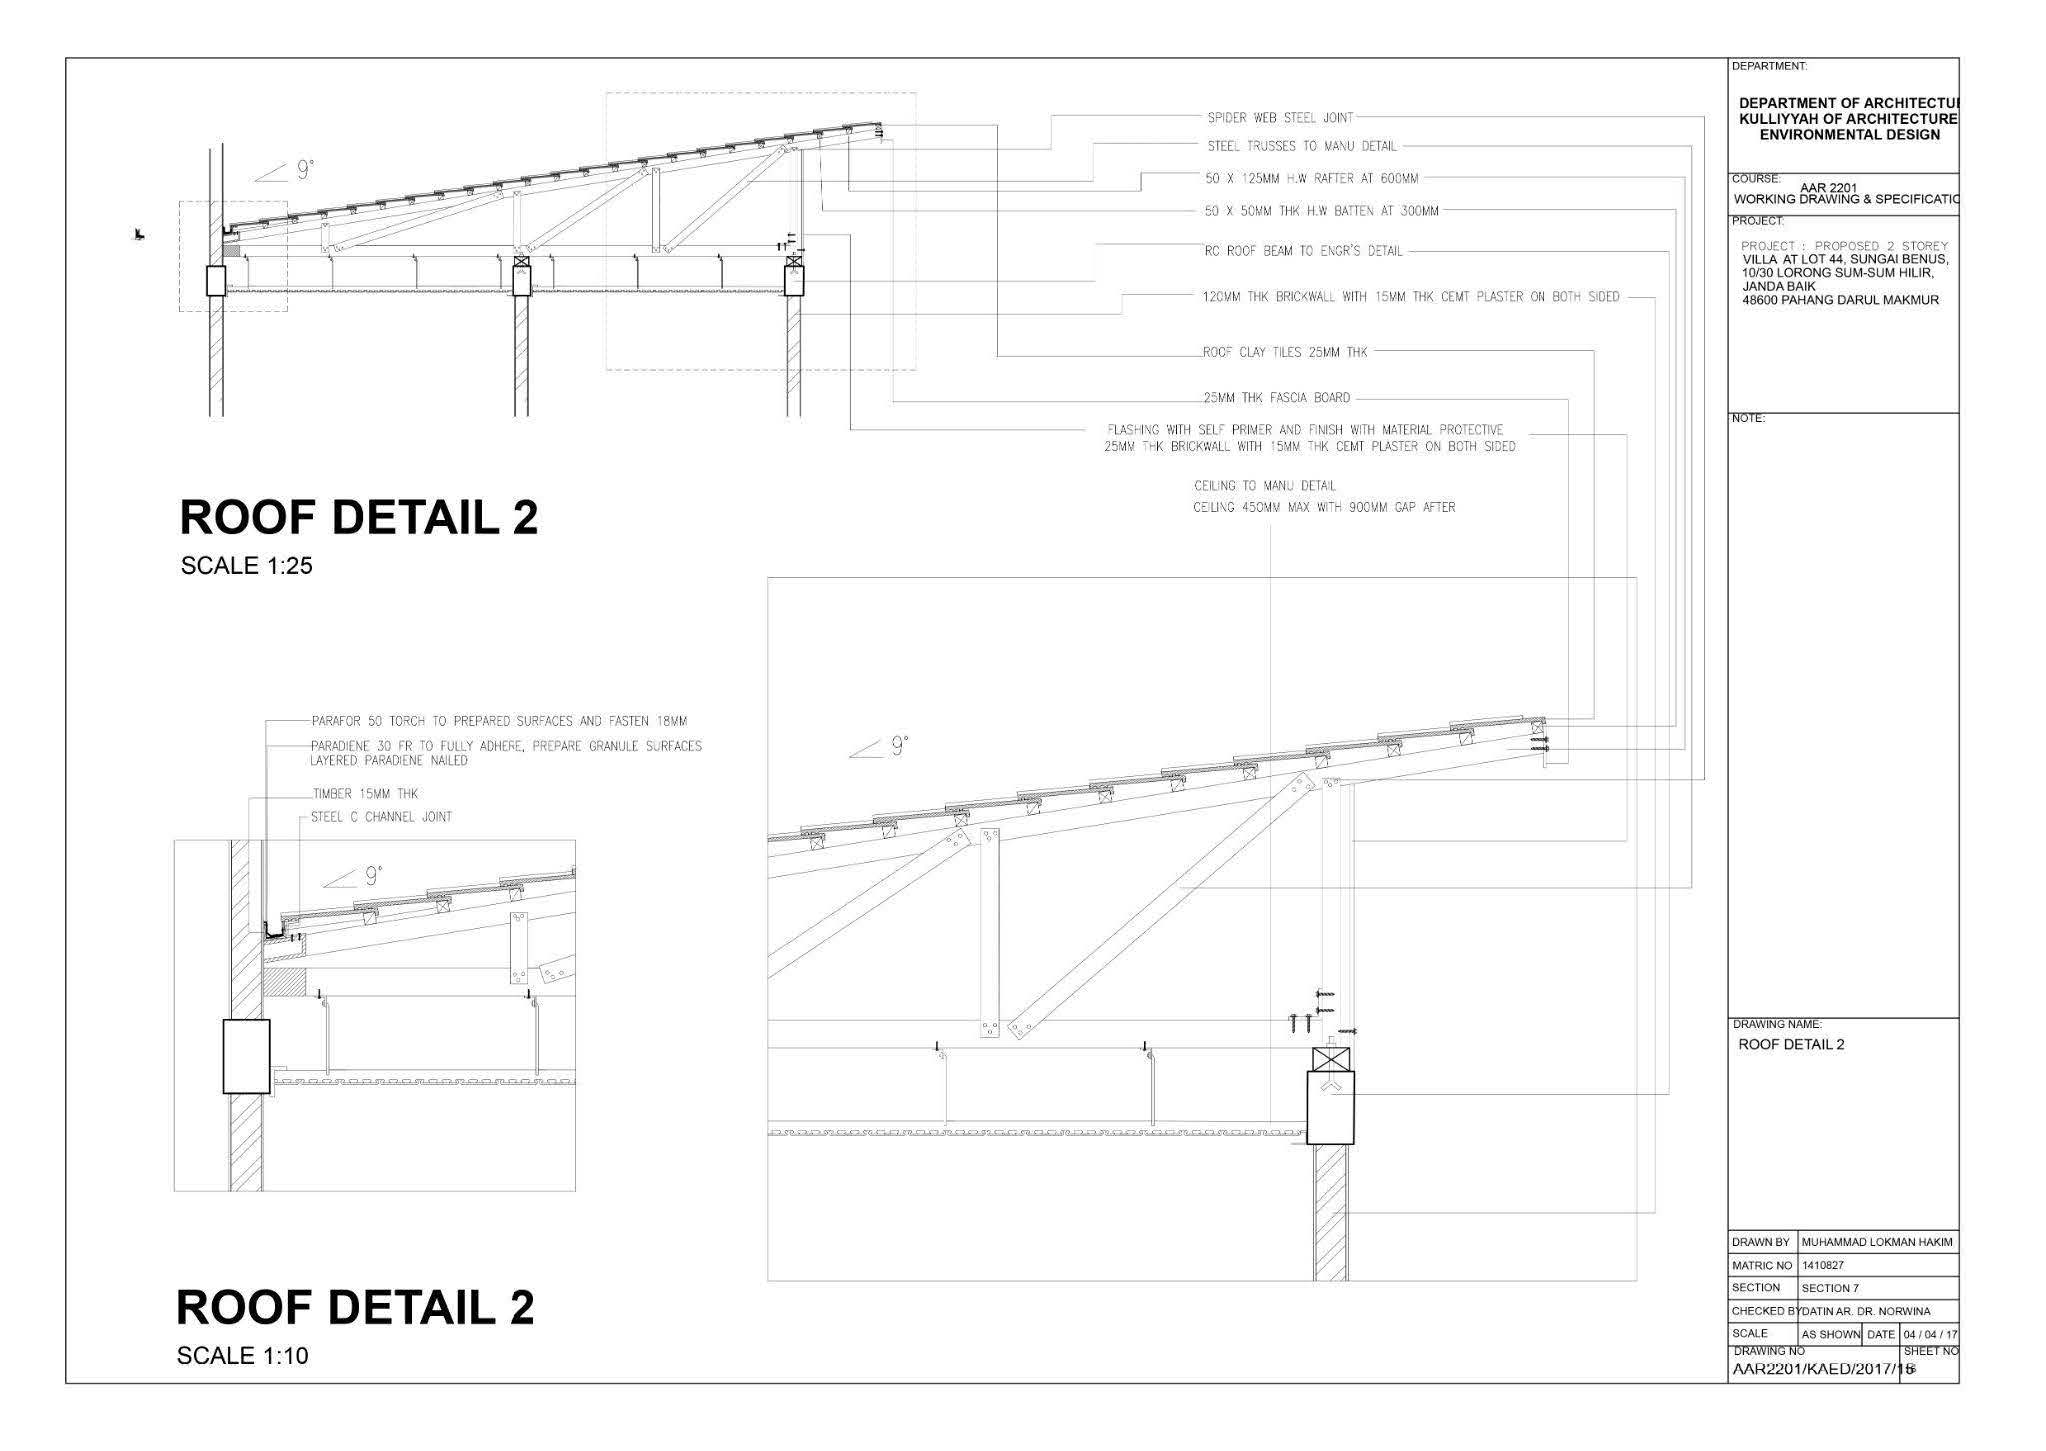 9°
SPIDER WEB STEEL JOINT
STEEL TRUSSES TO MANU DETAIL
50 X 125MM H.W RAFTER AT 600MM
50 X 50MM THK H.W BATTEN AT 300MM
RC ROOF BEAM TO ENGR'S DETAIL
120MM THK BRICKWALL WITH 15MM THK CEMT PLASTER ON BOTH SIDED
ROOF CLAY TILES 25MM THK
25MM THK FASCIA BOARD
FLASHING WITH SELF PRIMER AND FINISH WITH MATERIAL PROTECTIVE
25MM THK BRICKWALL WITH 15MM THK CEMT PLASTER ON BOTH SIDED
CEILING TO MANU DETAIL
CEILING 450MM MAX WITH 900MM GAP AFTER
ROOF DETAIL 2
SCALE 1:25
PARAFOR 50 TORCH TO PREPARED SURFACES AND FASTEN 18MM
PARADIENE 30 FR TO FULLY ADHERE, PREPARE GRANULE SURFACES
LAYERED PARADIENE NAILED
TIMBER 15MM THK
STEEL C CHANNEL JOINT
9°
9°
ROOF DETAIL 2
SCALE 1:10
DEPARTMENT:
DEPARTMENT OF ARCHITECTU
KULLIYYAH OF ARCHITECTURE
ENVIRONMENTAL DESIGN
COURSE:
AAR 2201
WORKING DRAWING & SPECIFICATIO
PROJECT:
PROJECT : PROPOSED 2 STOREY
VILLA AT LOT 44, SUNGAI BENUS,
10/30 LORONG SUM-SUM HILIR,
JANDA BAIK
48600 PAHANG DARUL MAKMUR
NOTE:
DRAWING NAME:
ROOF DETAIL 2
DRAWN BY MUHAMMAD LOKMAN HAKIM
MATRIC NO 1410827
SECTION SECTION 7
CHECKED BY DATIN AR. DR. NORWINA
SCALE AS SHOWN DATE 04 / 04 / 17
DRAWING NO SHEET NO
AAR2201/KAED/2017/